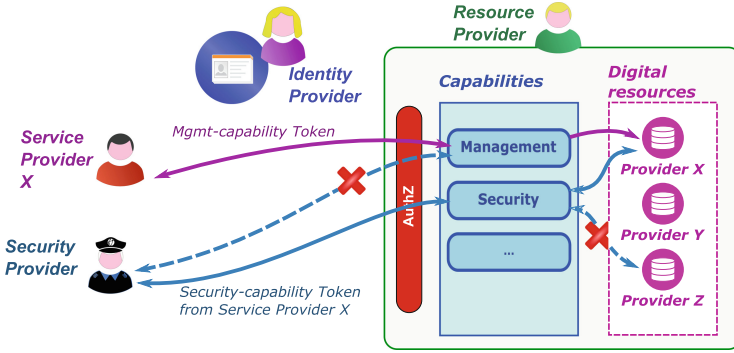 Resource
Provider
Identity
Provider
Capabilities
Digital
resources
Service
Provider
X
Mgmt-capability Token
Management
Provider X
AuthZ
Security
Provider Y
Security
Provider
...
Security-capability Token
from Service Provider X
Provider Z